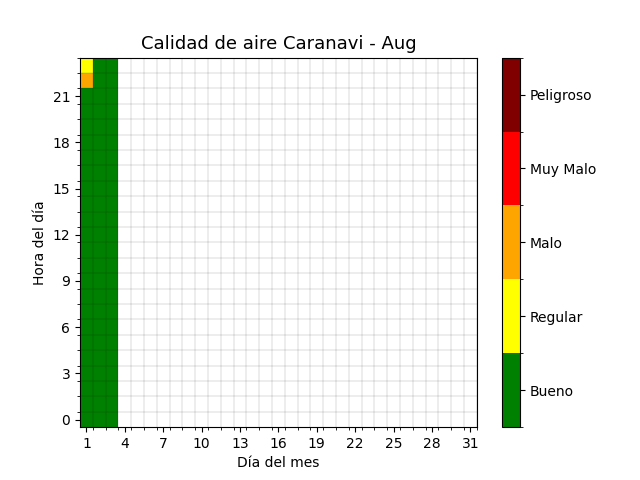 Calidad de aire Caranavi - Aug
Hora del día
21
18
15
12
9
6
3
0
1 4 7 10 13 16 19 22 25 28 31
Día del mes
Peligroso
Muy Malo
Malo
Regular
Bueno